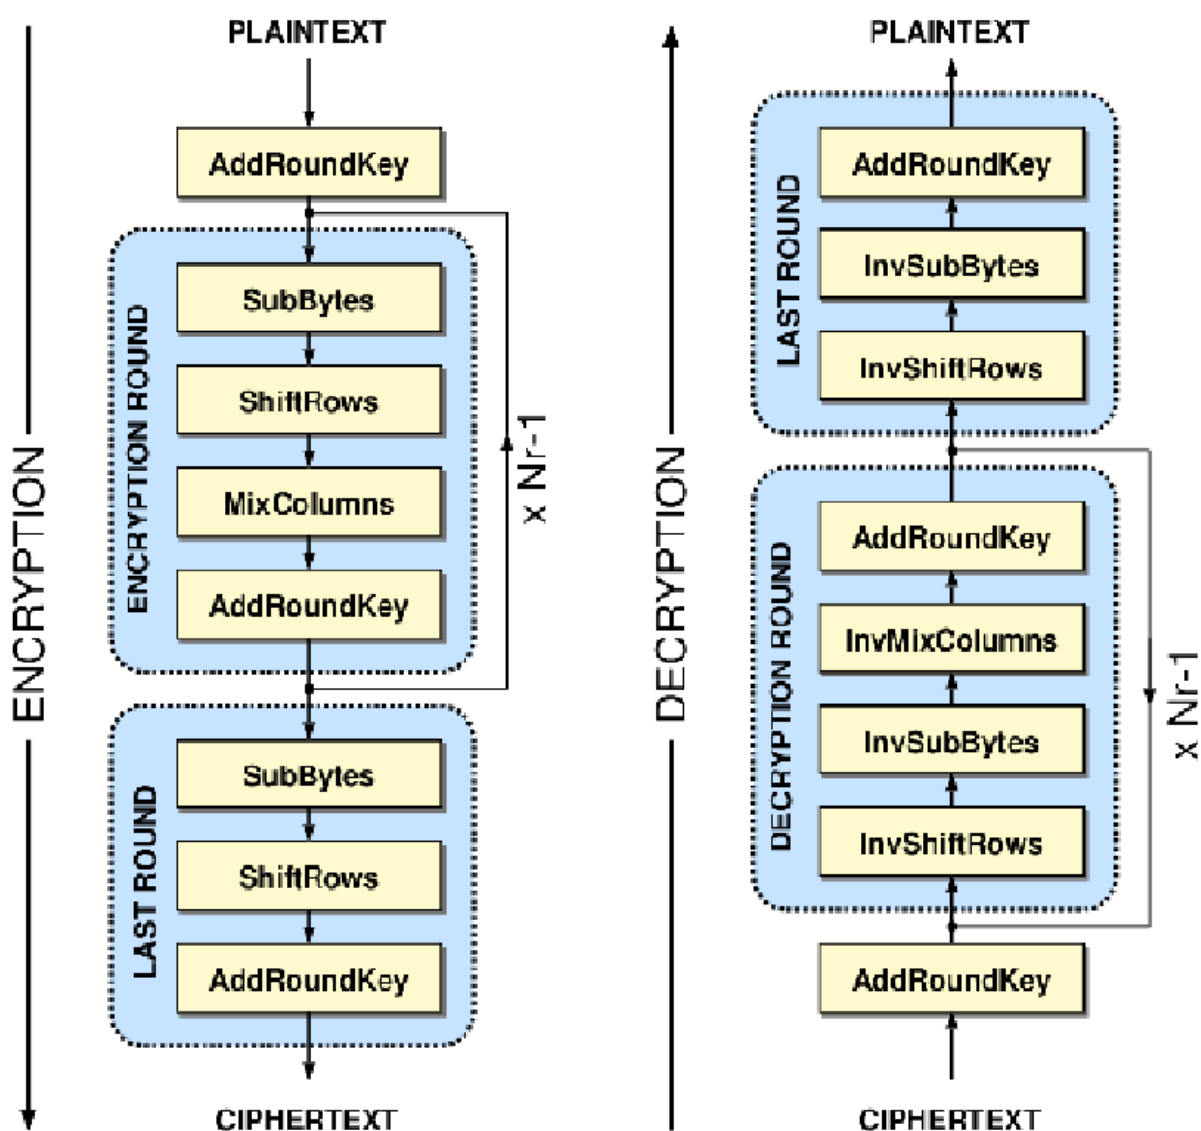 PLAINTEXT
AddRoundKey
ENCRYPTION ROUND
SubBytes
ShiftRows
MixColumns
AddRoundKey
x Nr-1
ENCRYPTION
LAST ROUND
SubBytes
ShiftRows
AddRoundKey
CIPHERTEXT
PLAINTEXT
LAST ROUND
AddRoundKey
InvSubBytes
InvShiftRows
DECRYPTION
DECRYPTION ROUND
AddRoundKey
InvMixColumns
InvSubBytes
InvShiftRows
x Nr-1
AddRoundKey
CIPHERTEXT